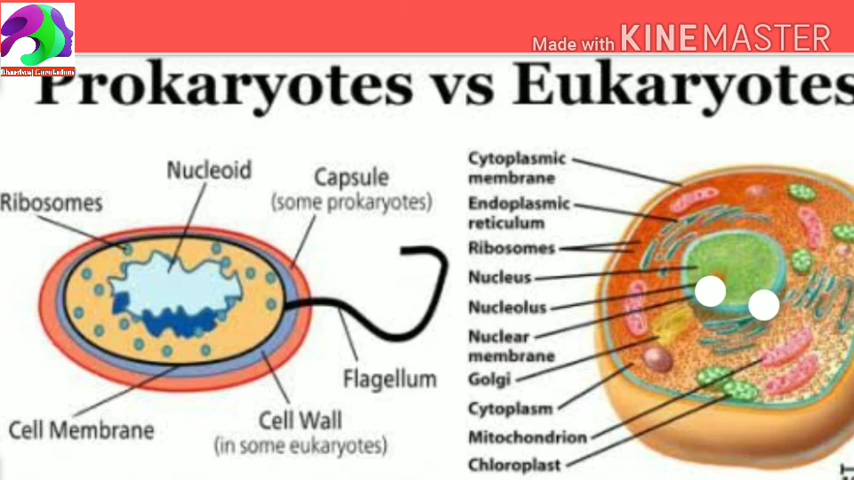 Made with KINEMASTER
Prokaryotes vs Eukaryotes
Nucleoid
Capsule
(some prokaryotes)
Ribosomes
Flagellum
Cell Wall
(in some eukaryotes)
Cell Membrane
Cytoplasmic
membrane
Endoplasmic
reticulum
Ribosomes
Nucleus
Nucleolus
Nuclear
membrane
Golgi
Cytoplasm
Mitochondrion
Chloroplast